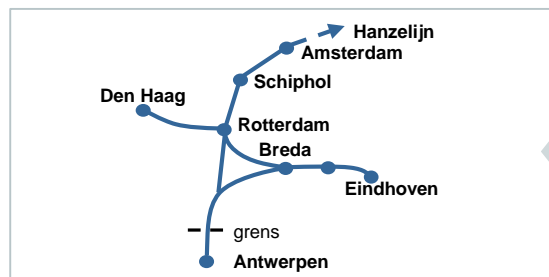 Hanzelijn
Amsterdam
Schiphol
Den Haag
Rotterdam
Breda
Eindhoven
grens
Antwerpen